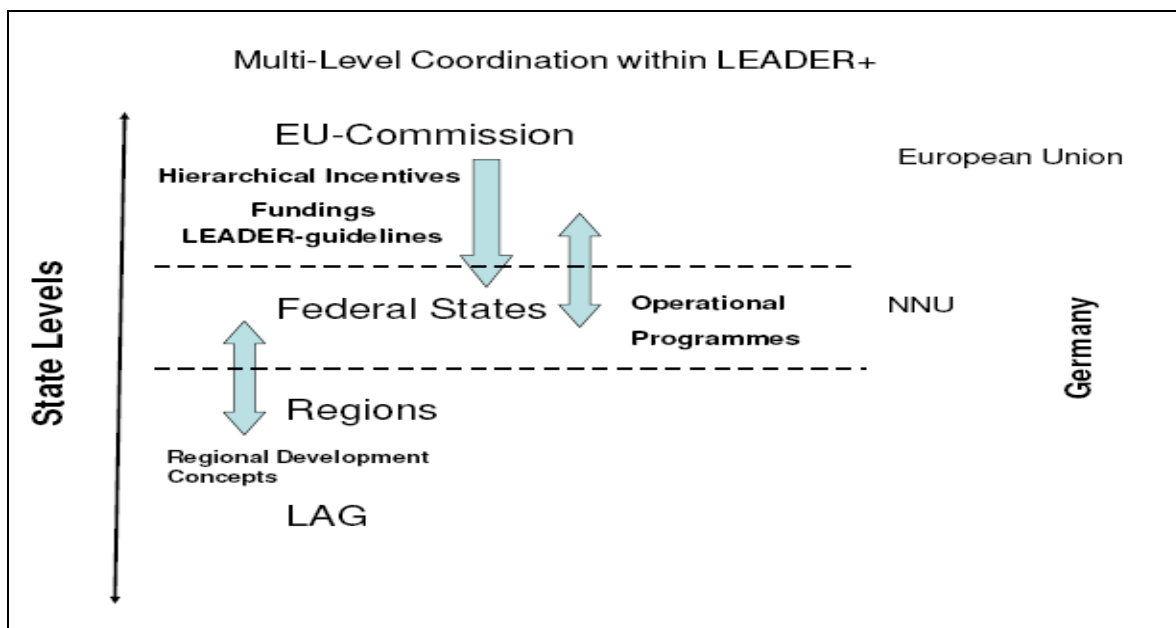 Multi-Level Coordination within LEADER+
EU-Commission
European Union
Hierarchical Incentives
Fundings
LEADER-guidelines
State Levels
Federal States
Operational
Programmes
NNU
Germany
Regions
Regional Development
Concepts
LAG